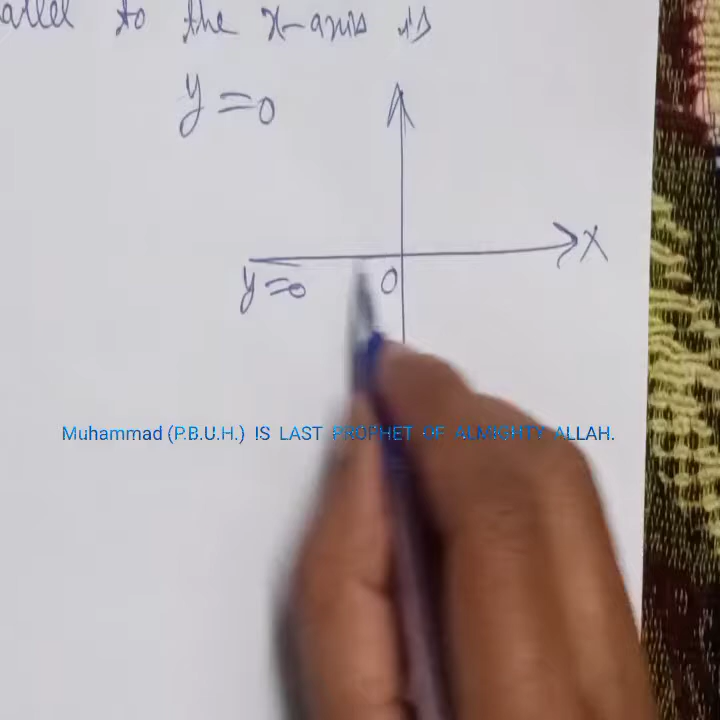 to the x-axis is
y = 0
X
y = 0 0
Muhammad (P.B.U.H.) IS LAST PROPHET OF ALMIGHTY ALLAH.